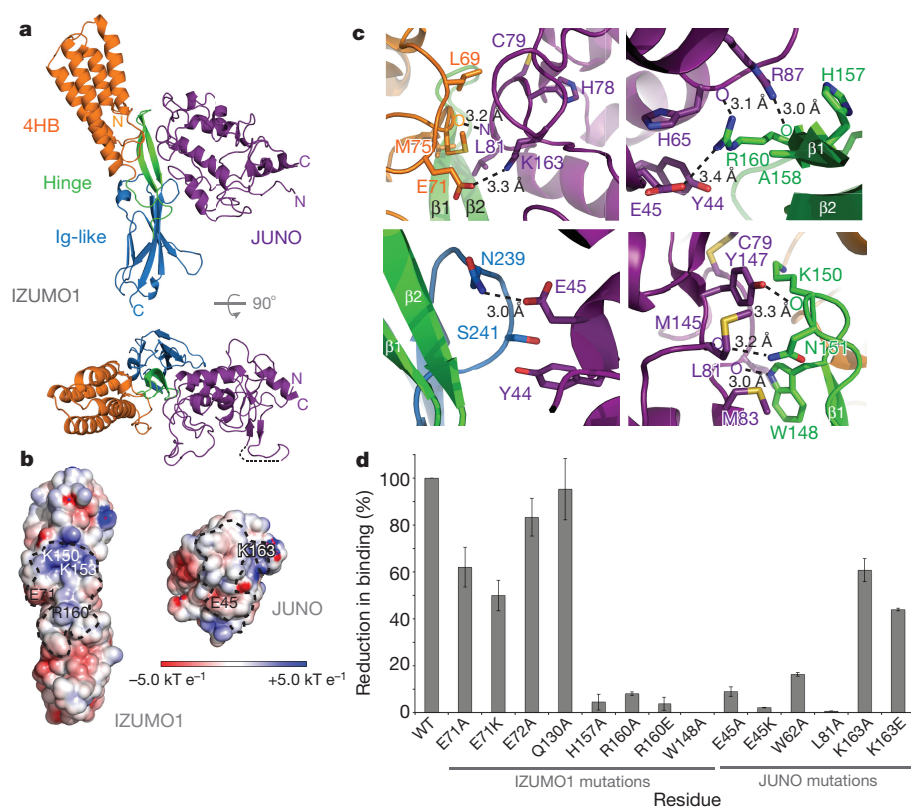 a
4HB
N
Hinge
C
N
Ig-like
JUNO
C
IZUMO1
90°
N
C
b
K150
K153
E71
R160
K163
E45
JUNO
–5.0 kT e⁻¹
+5.0 kT e⁻¹
IZUMO1
c
C79
L69
H78
O
3.2 Å
N
M75
L81
K163
E71
3.3 Å
β1
β2
R87
H157
O
3.1 Å
3.0 Å
H65
O
R160
β1
3.4 Å
A158
E45
Y44
β2
N239
E45
β2
3.0 Å
S241
β1
Y44
C79
Y147
K150
O
3.3 Å
M145
O
3.2 Å
N151
L81
O
3.0 Å
M83
β1
W148
d
Reduction in binding (%)
100
80
60
40
20
0
WT
E71A
E71K
E72A
Q130A
H157A
R160A
R160E
W148A
E45A
E45K
W62A
L81A
K163A
K163E
IZUMO1 mutations
JUNO mutations
Residue